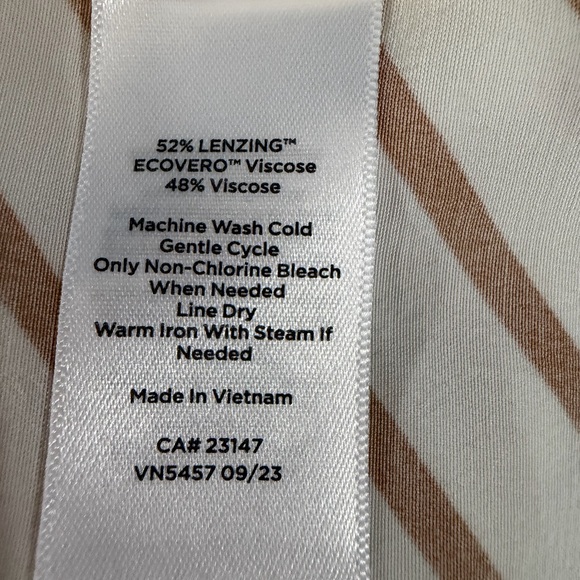 52% LENZING™
ECOVERO™ Viscose
48% Viscose
Machine Wash Cold
Gentle Cycle
Only Non-Chlorine Bleach
When Needed
Line Dry
Warm Iron With Steam If
Needed
Made In Vietnam
CA# 23147
VN5457 09/23